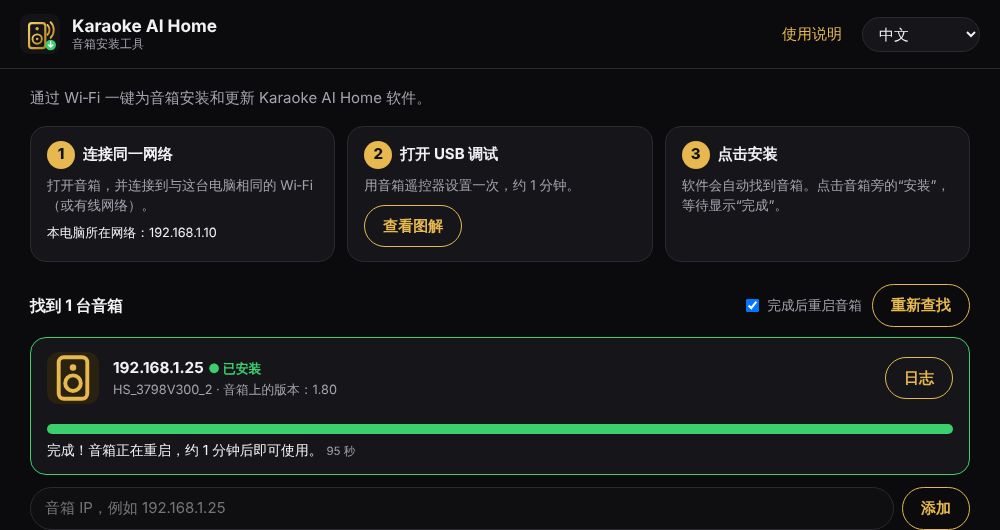 Karaoke AI Home
音箱安装工具
使用说明
中文
通过 Wi-Fi 一键为音箱安装和更新 Karaoke AI Home 软件。
1 连接同一网络
打开音箱，并连接到与这台电脑相同的 Wi-Fi
（或有线网络）。
本电脑所在网络：192.168.1.10
2 打开 USB 调试
用音箱遥控器设置一次，约 1 分钟。
查看图解
3 点击安装
软件会自动找到音箱。点击音箱旁的“安装”，
等待显示“完成”。
找到 1 台音箱
完成后重启音箱
重新查找
192.168.1.25 已安装
HS_3798V300_2 · 音箱上的版本：1.80
日志
完成！音箱正在重启，约 1 分钟后即可使用。 95 秒
音箱 IP，例如 192.168.1.25
添加